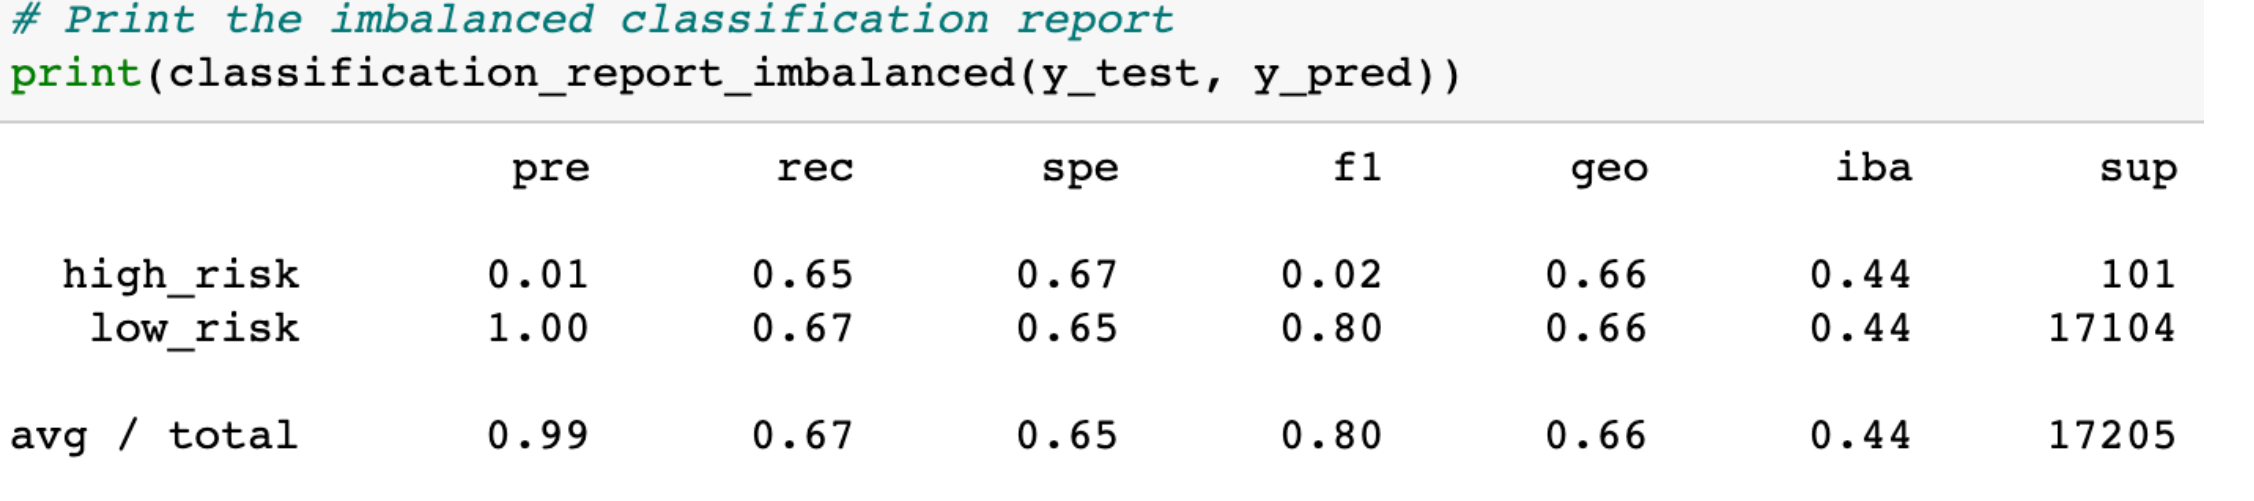 # Print the imbalanced classification report
print(classification_report_imbalanced(y_test, y_pred))
pre rec spe f1 geo iba sup
high_risk 0.01 0.65 0.67 0.02 0.66 0.44 101
low_risk 1.00 0.67 0.65 0.80 0.66 0.44 17104
avg / total 0.99 0.67 0.65 0.80 0.66 0.44 17205